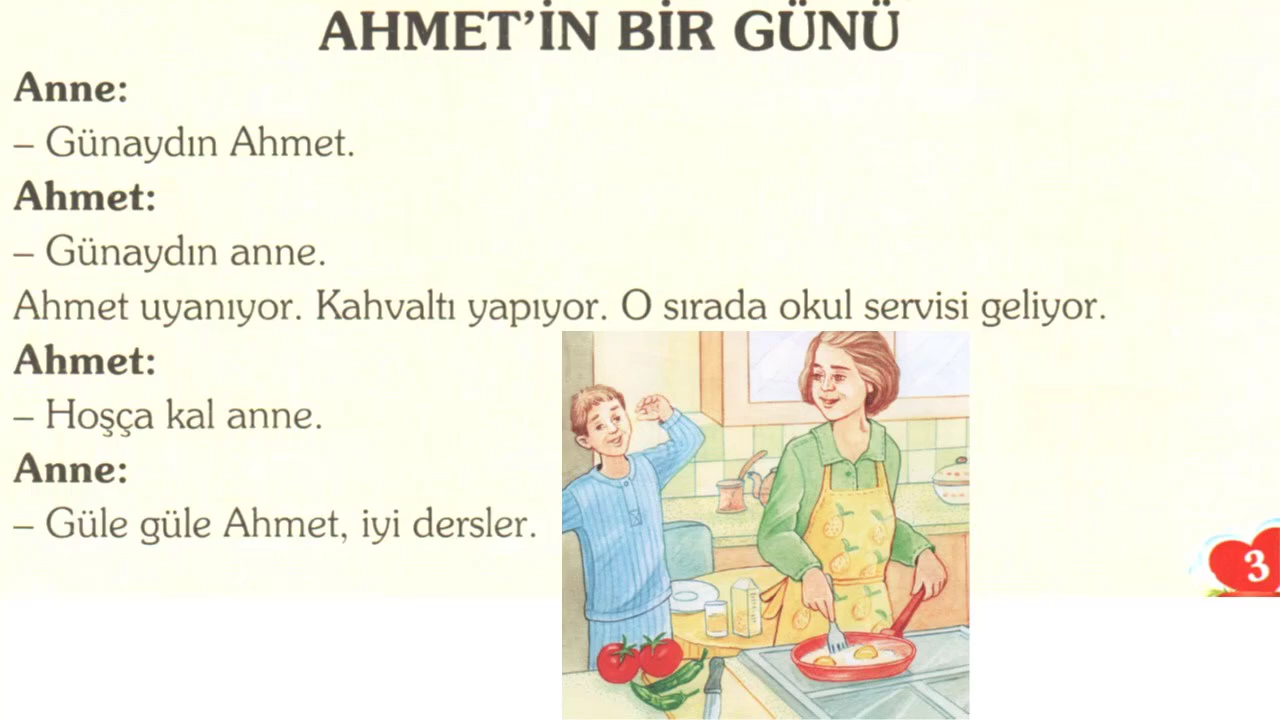 AHMET'İN BİR GÜNÜ
Anne:
– Günaydın Ahmet.
Ahmet:
– Günaydın anne.
Ahmet uyanıyor. Kahvaltı yapıyor. O sırada okul servisi geliyor.
Ahmet:
– Hoşça kal anne.
Anne:
– Güle güle Ahmet, iyi dersler.
3